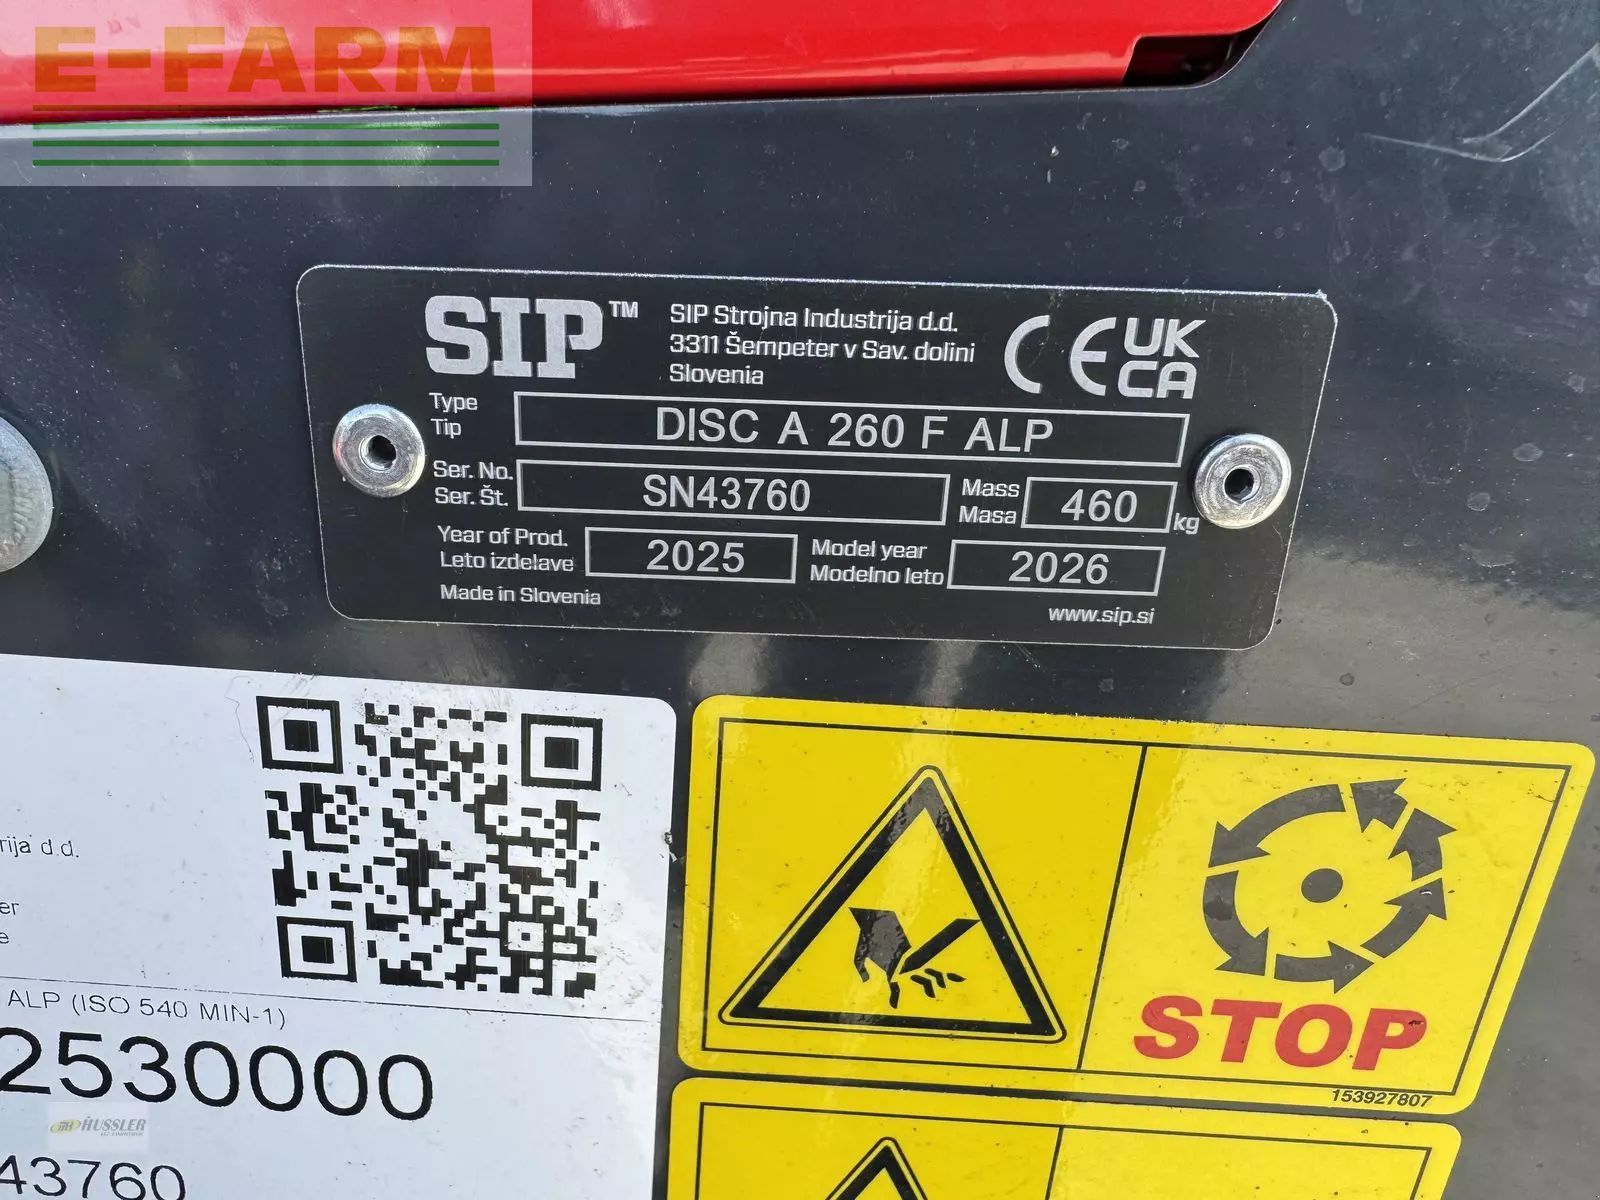 E-FARM
SIP™
SIP Strojna Industrija d.d.
3311 Šempeter v Sav. dolini
Slovenia
CE
UK
CA
Type
Tip
DISC A 260 F ALP
Ser. No.
Ser. Št.
SN43760
Mass
Masa
460
kg
Year of Prod.
Leto izdelave
2025
Model year
Modelno leto
2026
Made in Slovenia
www.sip.si
rija d.d.
er
e
ALP (ISO 540 MIN-1)
2530000
43760
HUSSLER
STOP
153927807